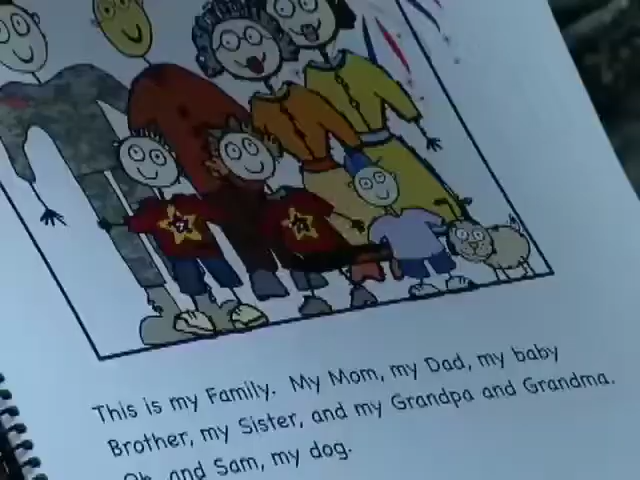 This is my Family. My Mom, my Dad, my baby
Brother, my Sister, and my Grandpa and Grandma.
Oh, and Sam, my dog.